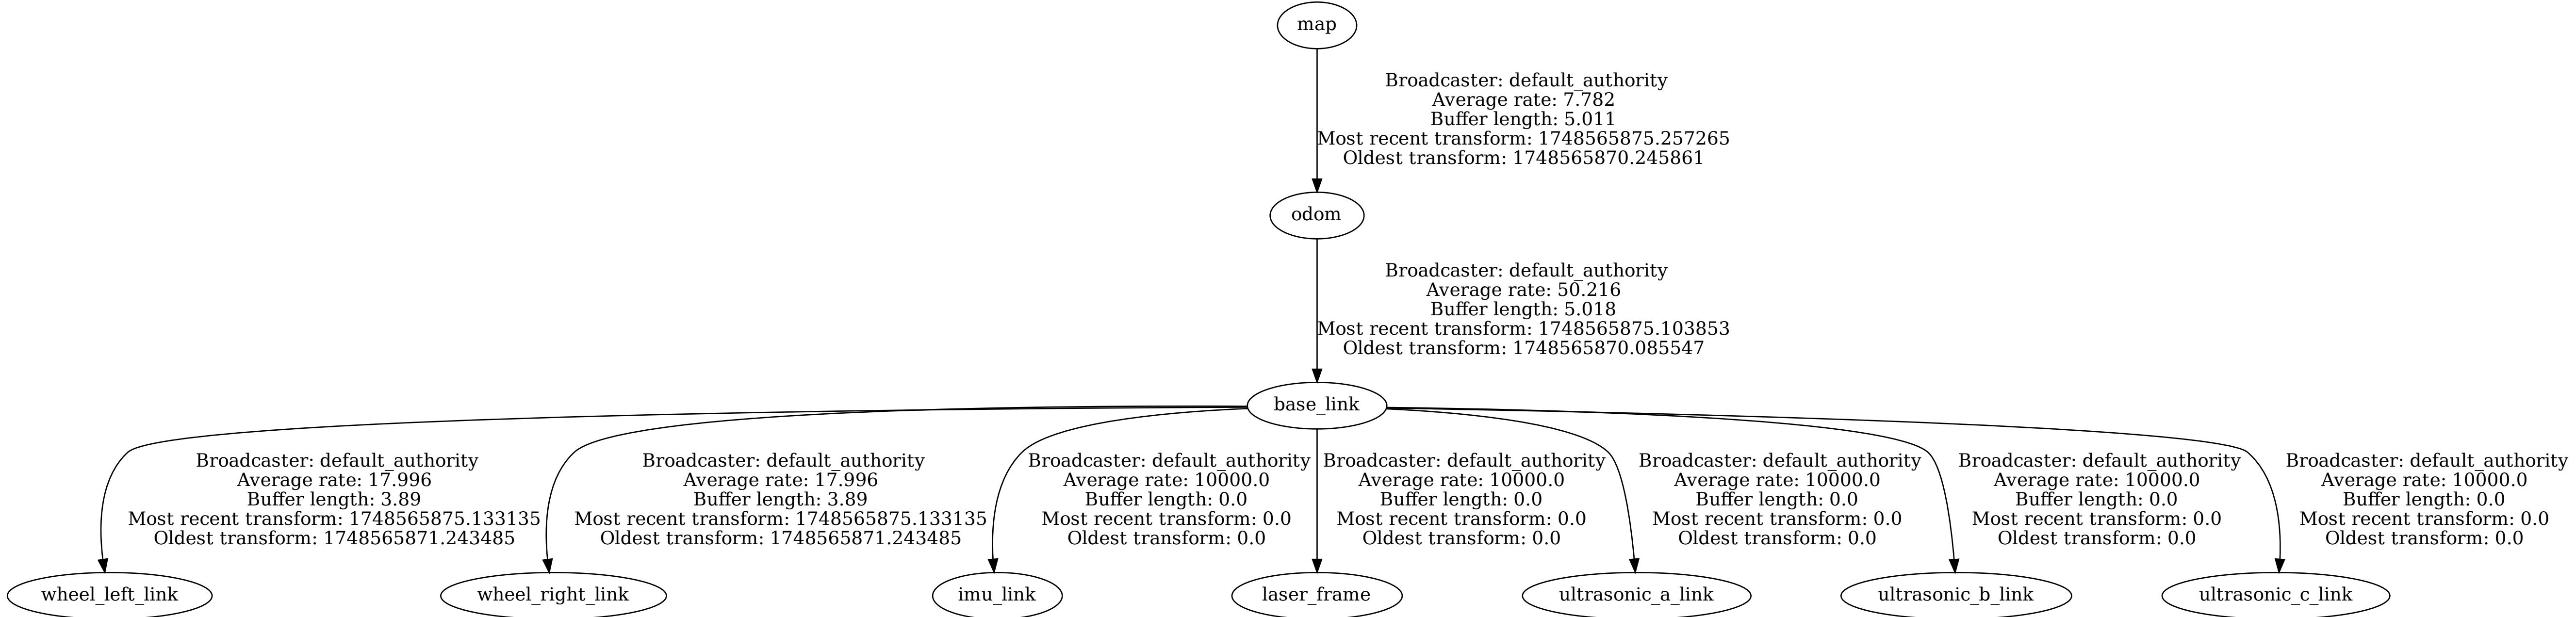 map
Broadcaster: default_authority
Average rate: 7.782
Buffer length: 5.011
Most recent transform: 1748565875.257265
Oldest transform: 1748565870.245861
odom
Broadcaster: default_authority
Average rate: 50.216
Buffer length: 5.018
Most recent transform: 1748565875.103853
Oldest transform: 1748565870.085547
base_link
Broadcaster: default_authority
Average rate: 17.996
Buffer length: 3.89
Most recent transform: 1748565875.133135
Oldest transform: 1748565871.243485
Broadcaster: default_authority
Average rate: 17.996
Buffer length: 3.89
Most recent transform: 1748565875.133135
Oldest transform: 1748565871.243485
Broadcaster: default_authority
Average rate: 10000.0
Buffer length: 0.0
Most recent transform: 0.0
Oldest transform: 0.0
Broadcaster: default_authority
Average rate: 10000.0
Buffer length: 0.0
Most recent transform: 0.0
Oldest transform: 0.0
Broadcaster: default_authority
Average rate: 10000.0
Buffer length: 0.0
Most recent transform: 0.0
Oldest transform: 0.0
Broadcaster: default_authority
Average rate: 10000.0
Buffer length: 0.0
Most recent transform: 0.0
Oldest transform: 0.0
Broadcaster: default_authority
Average rate: 10000.0
Buffer length: 0.0
Most recent transform: 0.0
Oldest transform: 0.0
wheel_left_link
wheel_right_link
imu_link
laser_frame
ultrasonic_a_link
ultrasonic_b_link
ultrasonic_c_link